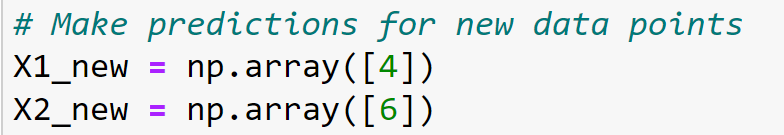 # Make predictions for new data points
X1_new = np.array([4])
X2_new = np.array([6])